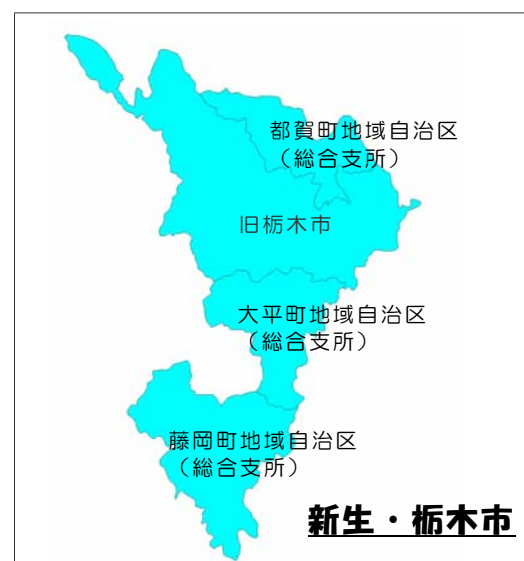 都賀町地域自治区
（総合支所）
旧栃木市
大平町地域自治区
（総合支所）
藤岡町地域自治区
（総合支所）
新生・栃木市